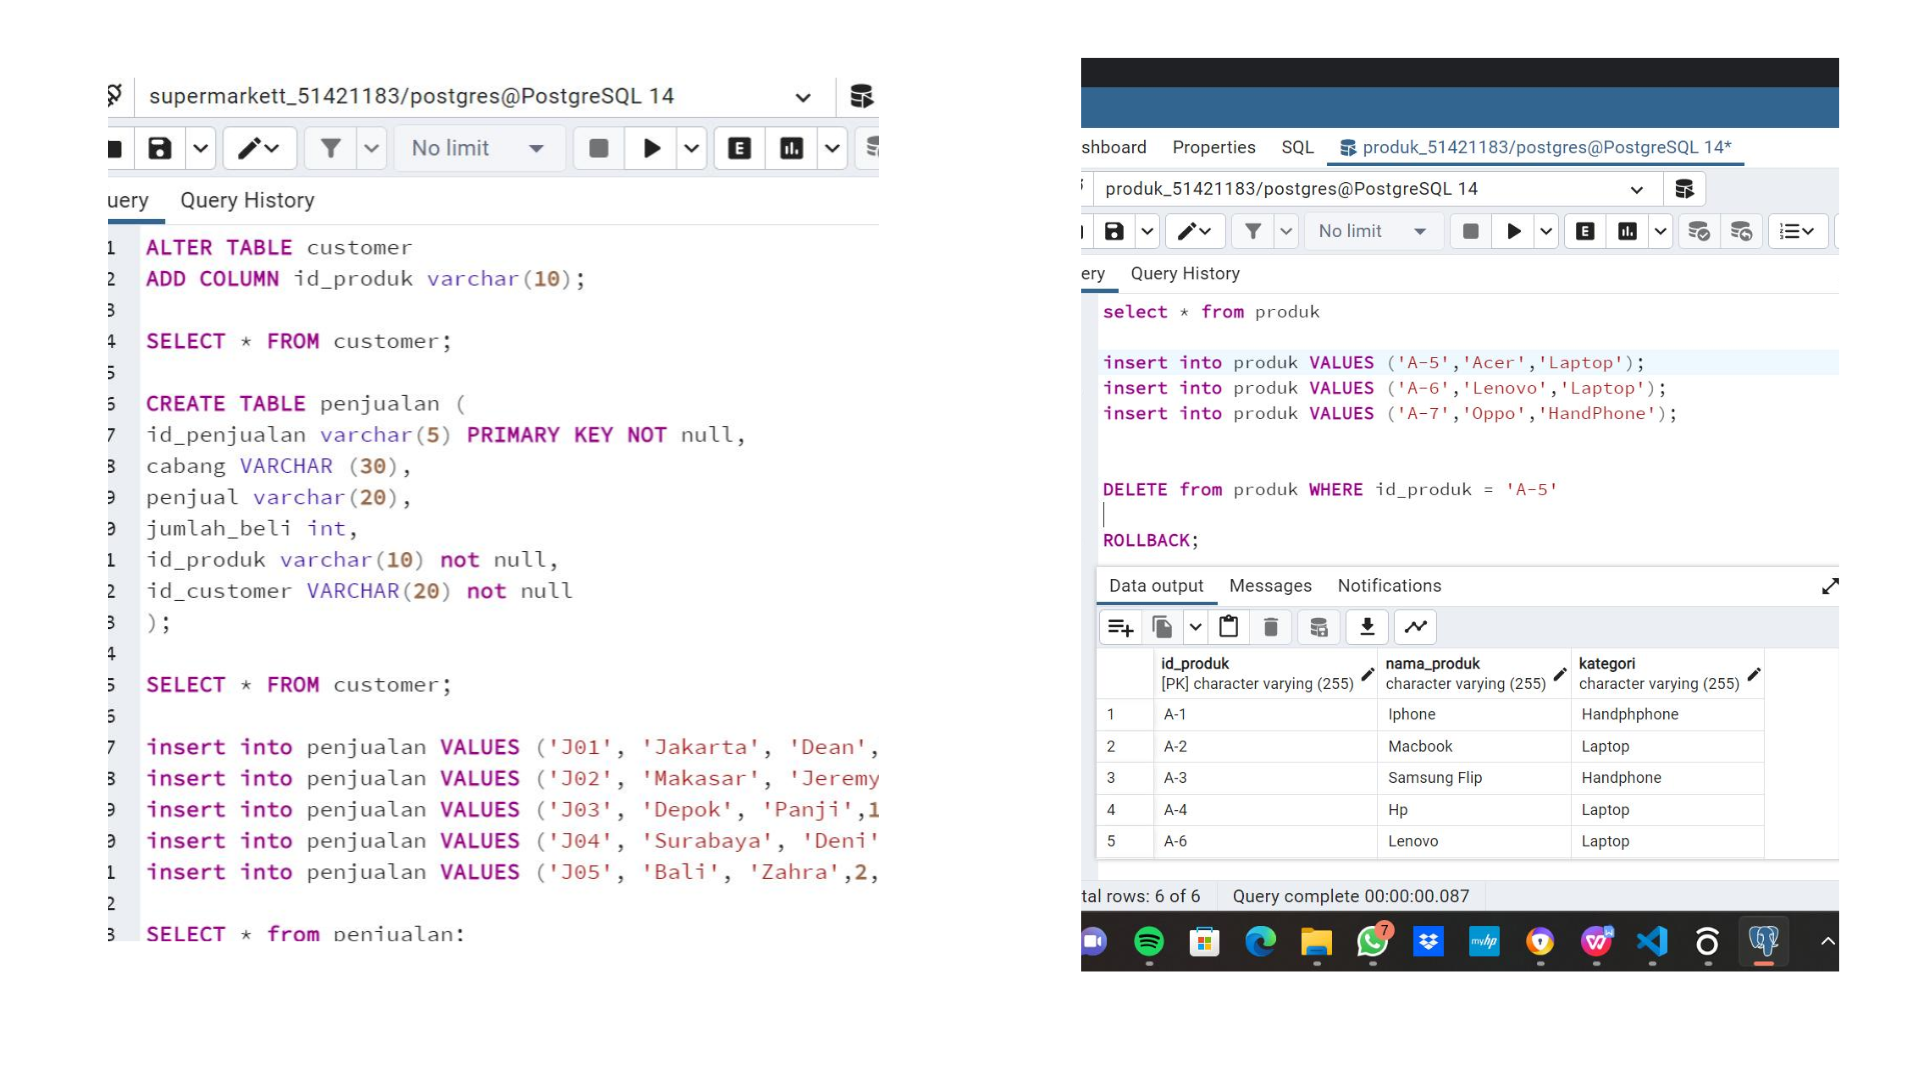 supermarkett_51421183/postgres@PostgreSQL 14
No limit
E
uery Query History
1 ALTER TABLE customer
2 ADD COLUMN id_produk varchar(10);
3
4 SELECT * FROM customer;
5
6 CREATE TABLE penjualan (
7 id_penjualan varchar(5) PRIMARY KEY NOT null,
8 cabang VARCHAR (30),
9 penjual varchar(20),
0 jumlah_beli int,
1 id_produk varchar(10) not null,
2 id_customer VARCHAR(20) not null
3 );
4
5 SELECT * FROM customer;
6
7 insert into penjualan VALUES ('J01', 'Jakarta', 'Dean',
8 insert into penjualan VALUES ('J02', 'Makasar', 'Jeremy
9 insert into penjualan VALUES ('J03', 'Depok', 'Panji',1
0 insert into penjualan VALUES ('J04', 'Surabaya', 'Deni'
1 insert into penjualan VALUES ('J05', 'Bali', 'Zahra',2,
2
3 SELECT * from penjualan;
shboard Properties SQL produk_51421183/postgres@PostgreSQL 14*
produk_51421183/postgres@PostgreSQL 14
No limit
E
ery Query History
select * from produk
insert into produk VALUES ('A-5','Acer','Laptop');
insert into produk VALUES ('A-6','Lenovo','Laptop');
insert into produk VALUES ('A-7','Oppo','HandPhone');
DELETE from produk WHERE id_produk = 'A-5'
ROLLBACK;
Data output Messages Notifications
id_produk nama_produk kategori
[PK] character varying (255) character varying (255) character varying (255)
1 A-1 Iphone Handphphone
2 A-2 Macbook Laptop
3 A-3 Samsung Flip Handphone
4 A-4 Hp Laptop
5 A-6 Lenovo Laptop
tal rows: 6 of 6 Query complete 00:00:00.087
7
myhp